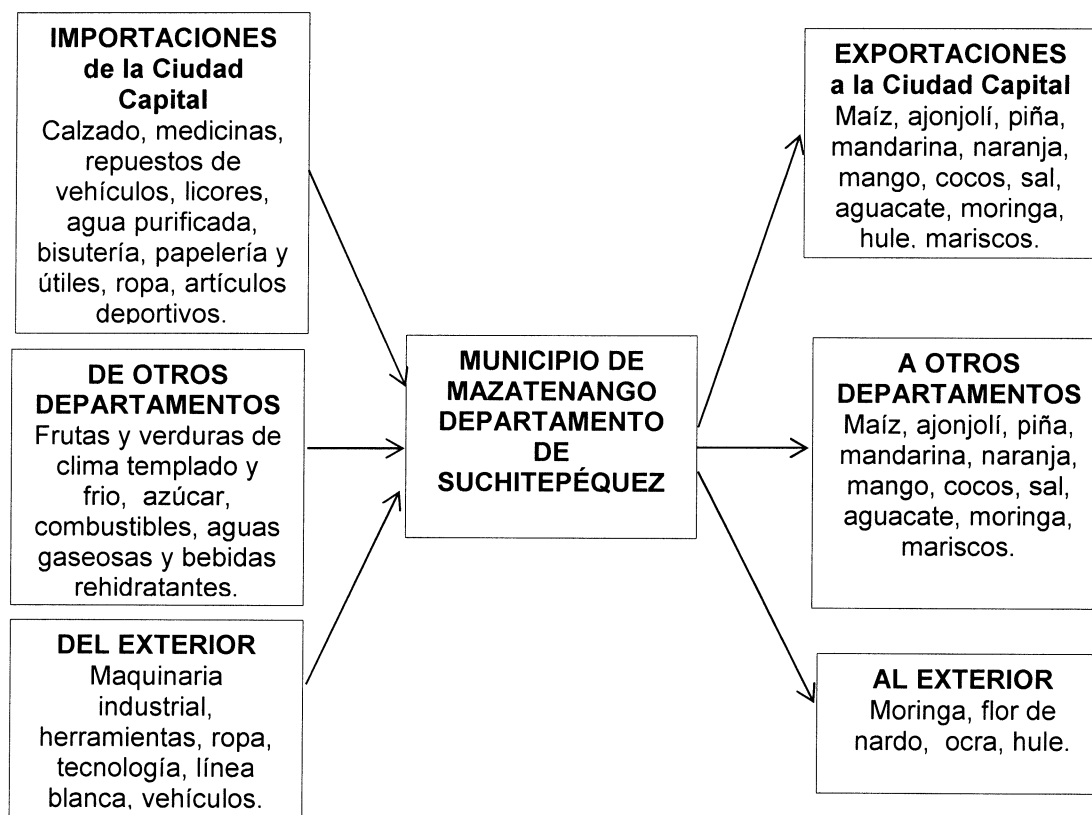 IMPORTACIONES
de la Ciudad
Capital
Calzado, medicinas,
repuestos de
vehículos, licores,
agua purificada,
bisutería, papelería y
útiles, ropa, artículos
deportivos.
DE OTROS
DEPARTAMENTOS
Frutas y verduras de
clima templado y
frio, azúcar,
combustibles, aguas
gaseosas y bebidas
rehidratantes.
DEL EXTERIOR
Maquinaria
industrial,
herramientas, ropa,
tecnología, línea
blanca, vehículos.
MUNICIPIO DE
MAZATENANGO
DEPARTAMENTO
DE
SUCHITEPÉQUEZ
EXPORTACIONES
a la Ciudad Capital
Maíz, ajonjolí, piña,
mandarina, naranja,
mango, cocos, sal,
aguacate, moringa,
hule. mariscos.
A OTROS
DEPARTAMENTOS
Maíz, ajonjolí, piña,
mandarina, naranja,
mango, cocos, sal,
aguacate, moringa,
mariscos.
AL EXTERIOR
Moringa, flor de
nardo, ocra, hule.